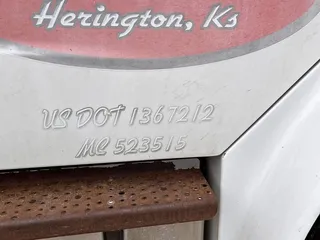 Herington, Ks
US DOT 1367212
MC 523515